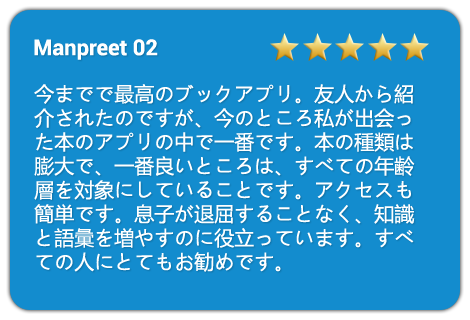 Manpreet 02
今までで最高のブックアプリ。友人から紹
介されたのですが、今のところ私が出会っ
た本のアプリの中で一番です。本の種類は
膨大で、一番良いところは、すべての年齢
層を対象にしていることです。アクセスも
簡単です。息子が退屈することなく、知識
と語彙を増やすのに役立っています。すべ
ての人にとてもお勧めです。